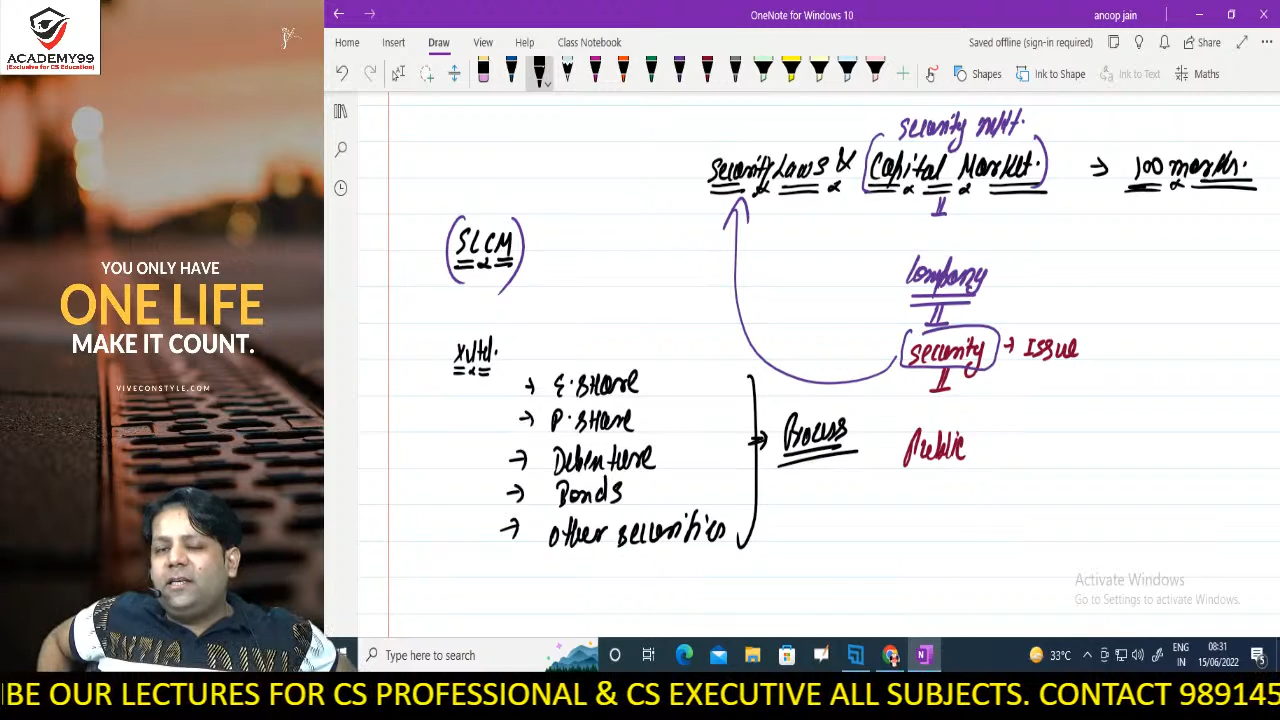 ACADEMY99
(Exclusive for CS Education)
YOU ONLY HAVE
ONE LIFE
MAKE IT COUNT.
VIVECONSTYLE.COM
OneNote for Windows 10
anoop jain
Home Insert Draw View Help Class Notebook
Saved offline (sign-in required)
Share
Shapes Ink to Shape Ink to Text Maths
Security mkt.
Security Laws & Capital Market. → 100 marks.
SLCM
Company
Security → Issue
Public
X Ltd.
→ E. Share
→ P. Share
→ Debenture
→ Bonds
→ other securities
→ Process
Activate Windows
Go to Settings to activate Windows.
Type here to search
33°C
ENG
IN
08:31
15/06/2022
5
IBE OUR LECTURES FOR CS PROFESSIONAL & CS EXECUTIVE ALL SUBJECTS. CONTACT 989145